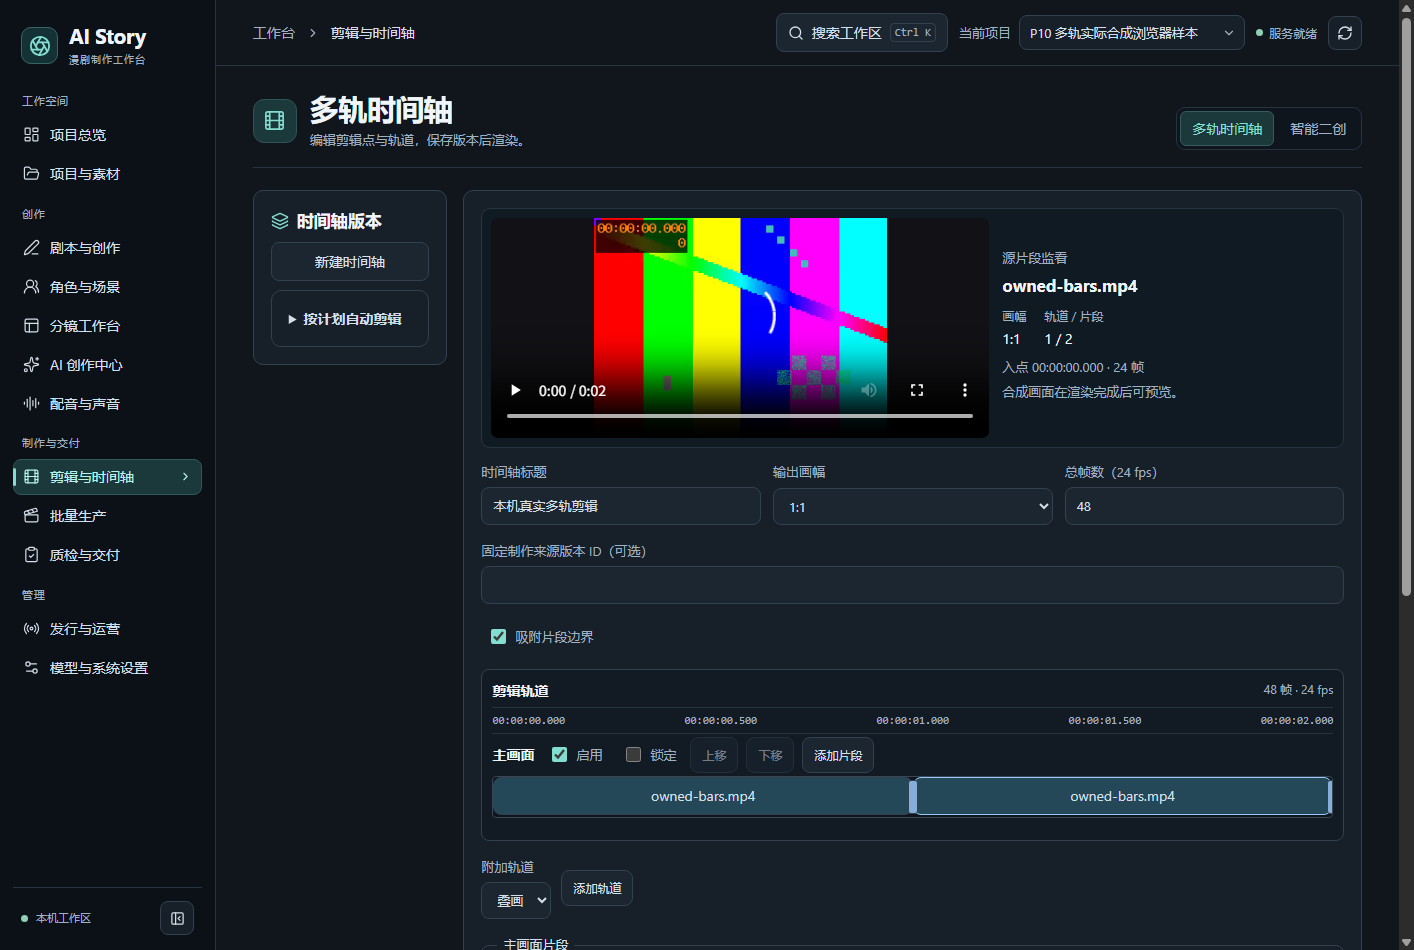 AI Story
漫剧制作工作台
工作空间
项目总览
项目与素材
创作
剧本与创作
角色与场景
分镜工作台
AI 创作中心
配音与声音
制作与交付
剪辑与时间轴
批量生产
质检与交付
管理
发行与运营
模型与系统设置
本机工作区
工作台 > 剪辑与时间轴
搜索工作区 Ctrl K
当前项目
P10 多轨实际合成浏览器样本
服务就绪
多轨时间轴
编辑剪辑点与轨道，保存版本后渲染。
多轨时间轴
智能二创
时间轴版本
新建时间轴
按计划自动剪辑
00:00:00.000
0
0:00 / 0:02
源片段监看
owned-bars.mp4
画幅 轨道 / 片段
1:1 1 / 2
入点 00:00:00.000 · 24 帧
合成画面在渲染完成后可预览。
时间轴标题 输出画幅 总帧数（24 fps）
本机真实多轨剪辑 1:1 48
固定制作来源版本 ID（可选）
吸附片段边界
剪辑轨道 48 帧 · 24 fps
00:00:00.000 00:00:00.500 00:00:01.000 00:00:01.500 00:00:02.000
主画面 启用 锁定 上移 下移 添加片段
owned-bars.mp4 owned-bars.mp4
附加轨道
叠画 添加轨道
主画面片段